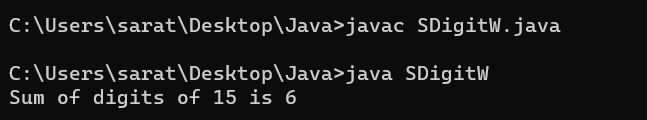 C:\Users\sarat\Desktop\Java>javac SDigitW.java
C:\Users\sarat\Desktop\Java>java SDigitW
Sum of digits of 15 is 6